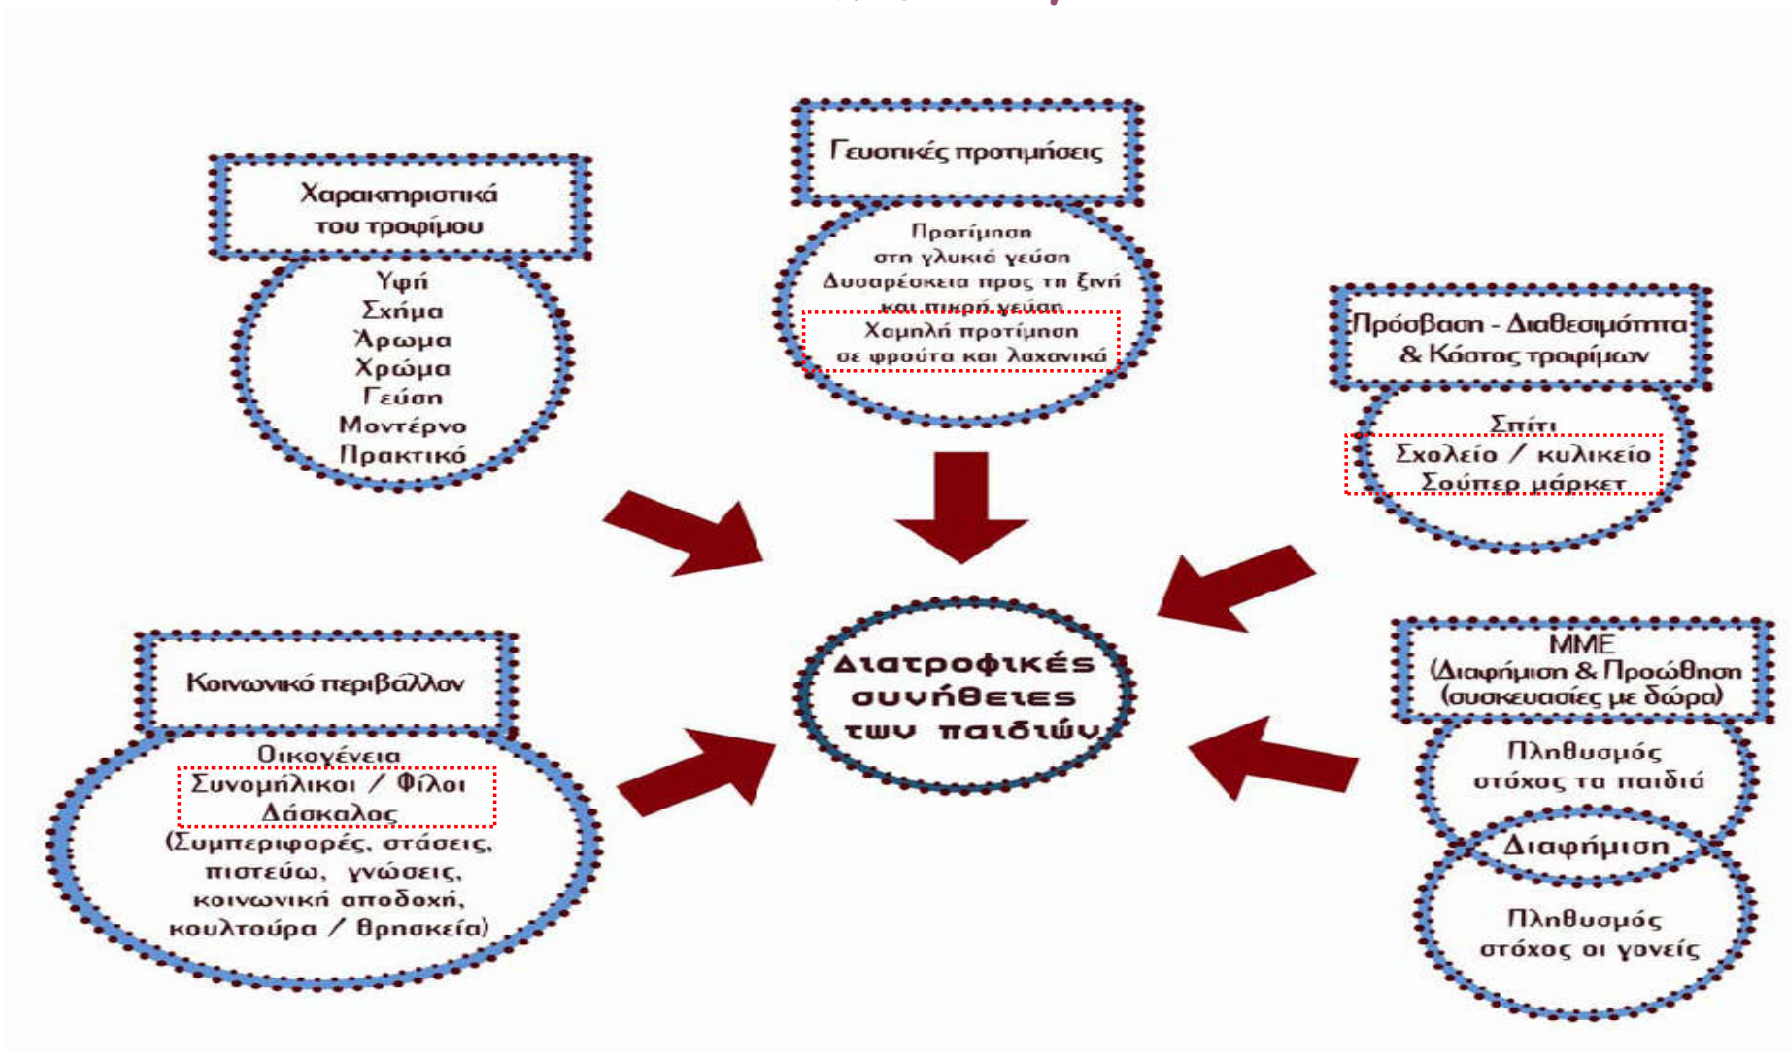 Γευστικές προτιμήσεις
Προτίμηση
στη γλυκιά γεύση
Δυσαρέσκεια προς τη ξινή
και πικρή γεύση
Χαμηλή προτίμηση
σε φρούτα και λαχανικά
Χαρακτηριστικά
του τροφίμου
Υφή
Σχήμα
Άρωμα
Χρώμα
Γεύση
Μοντέρνο
Πρακτικό
Πρόσβαση - Διαθεσιμότητα
& Κόστος τροφίμων
Σπίτι
Σχολείο / κυλικείο
Σούπερ μάρκετ
Κοινωνικό περιβάλλον
Οικογένεια
Συνομήλικοι / Φίλοι
Δάσκαλος
(Συμπεριφορές, στάσεις,
πιστεύω, γνώσεις,
κοινωνική αποδοχή,
κουλτούρα / θρησκεία)
Διατροφικές
συνήθειες
των παιδιών
ΜΜΕ
(Διαφήμιση & Προώθηση
(συσκευασίες με δώρα)
Πληθυσμός
στόχος τα παιδιά
Διαφήμιση
Πληθυσμός
στόχος οι γονείς